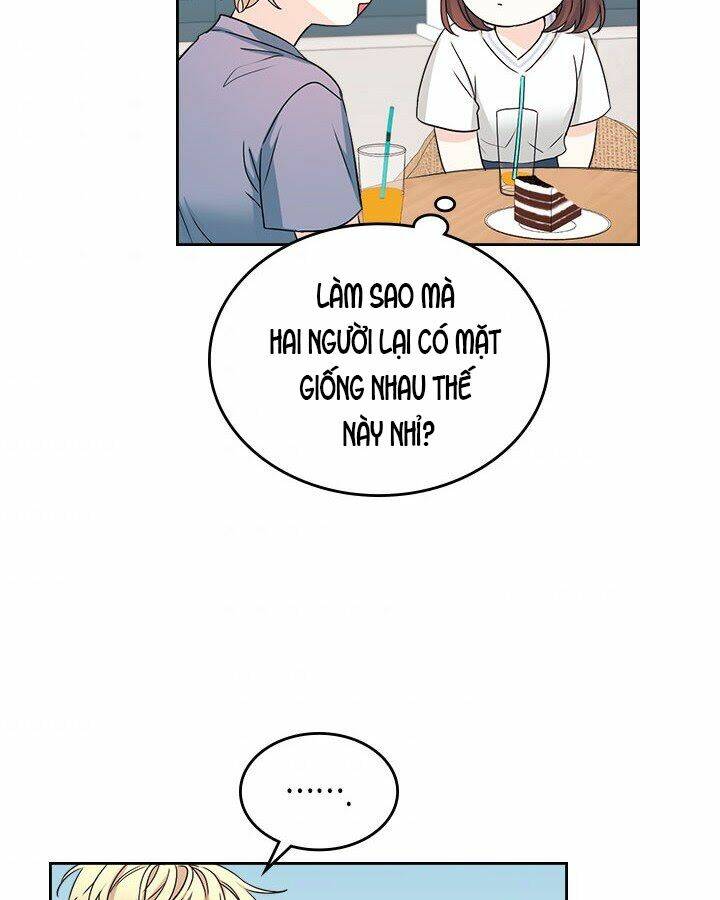 LÀM SAO MÀ
HAI NGƯỜI LẠI CÓ MẶT
GIỐNG NHAU THẾ
NÀY NHỈ?
.......